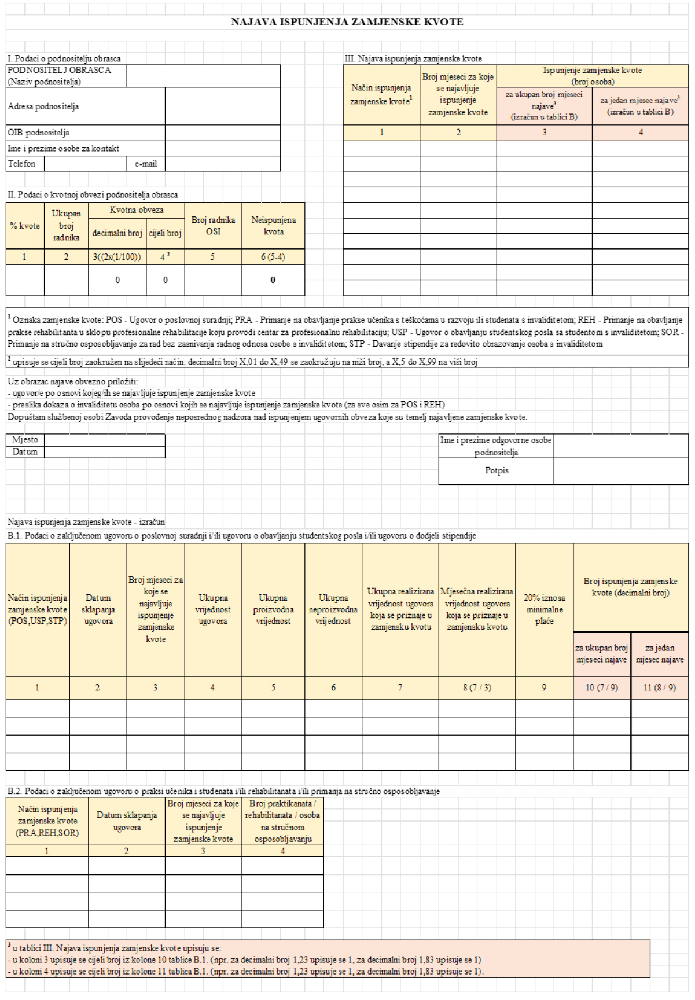 NAJAVA ISPUNJENJA ZAMJENSKE KVOTE
I. Podaci o podnositelju obrasca
PODNOSITELJ OBRASCA
(Naziv podnositelja)
Adresa podnositelja
OIB podnositelja
Ime i prezime osobe za kontakt
Telefon
e-mail
II. Podaci o kvotnoj obvezi podnositelja obrasca
% kvote
Ukupan
broj
radnika
Kvotna obveza
decimalni broj
cijeli broj
Broj radnika
OSI
Neispunjena
kvota
1
2
3((2x(1/100))
4 ²
5
6 (5-4)
0
0
0
III. Najava ispunjenja zamjenske kvote
Način ispunjenja
zamjenske kvote¹
Broj mjeseci za koje
se najavljuje
ispunjenje
zamjenske kvote
Ispunjenje zamjenske kvote
(broj osoba)
za ukupan broj mjeseci
najave³
(izračun u tablici B)
za jedan mjesec najave³
(izračun u tablici B)
1
2
3
4
¹ Oznaka zamjenske kvote: POS - Ugovor o poslovnoj suradnji; PRA - Primanje na obavljanje prakse učenika s teškoćama u razvoju ili studenata s invaliditetom; REH - Primanje na obavljanje
prakse rehabilitanta u sklopu profesionalne rehabilitacije koju provodi centar za profesionalnu rehabilitaciju; USP - Ugovor o obavljanju studentskog posla sa studentom s invaliditetom; SOR -
Primanje na stručno osposobljavanje za rad bez zasnivanja radnog odnosa osobe s invaliditetom; STP - Davanje stipendije za redovito obrazovanje osoba s invaliditetom
² upisuje se cijeli broj zaokružen na slijedeći način: decimalni broj X,01 do X,49 se zaokružuju na niži broj, a X,5 do X,99 na viši broj
Uz obrazac najave obvezno priložiti:
- ugovor/e po osnovi kojeg/ih se najavljuje ispunjenje zamjenske kvote
- preslika dokaza o invaliditetu osoba po osnovi kojih se najavljuje ispunjenje zamjenske kvote (za sve osim za POS i REH)
Dopuštam službenoj osobi Zavoda provođenje neposrednog nadzora nad ispunjenjem ugovornih obveza koje su temelj najavljene zamjenske kvote.
Mjesto
Datum
Ime i prezime odgovorne osobe
podnositelja
Potpis
Najava ispunjenja zamjenske kvote - izračun
B.1. Podaci o zaključenom ugovoru o poslovnoj suradnji i/ili ugovoru o obavljanju studentskog posla i/ili ugovoru o dodjeli stipendije
Način ispunjenja
zamjenske kvote
(POS,USP,STP)
Datum
sklapanja
ugovora
Broj mjeseci za
koje se
najavljuje
ispunjenje
zamjenske
kvote
Ukupna
vrijednost
ugovora
Ukupna
proizvodna
vrijednost
Ukupna
neproizvodna
vrijednost
Ukupna realizirana
vrijednost ugovora
koja se priznaje u
zamjensku kvotu
Mjesečna realizirana
vrijednost ugovora
koja se priznaje u
zamjensku kvotu
20% iznosa
minimalne
plaće
Broj ispunjenja zamjenske
kvote (decimalni broj)
za ukupan broj
mjeseci najave
za jedan
mjesec najave
1
2
3
4
5
6
7
8 (7 / 3)
9
10 (7 / 9)
11 (8 / 9)
B.2. Podaci o zaključenom ugovoru o praksi učenika i studenata i/ili rehabilitanata i/ili primanja na stručno osposobljavanje
Način ispunjenja
zamjenske kvote
(PRA,REH,SOR)
Datum sklapanja
ugovora
Broj mjeseci za koje
se najavljuje
ispunjenje
zamjenske kvote
Broj praktikanata /
rehabilitanata / osoba
na stručnom
osposobljavanju
1
2
3
4
³ u tablici III. Najava ispunjenja zamjenske kvote upisuju se:
- u koloni 3 upisuje se cijeli broj iz kolone 10 tablice B.1. (npr. za decimalni broj 1,23 upisuje se 1, za decimalni broj 1,83 upisuje se 1)
- u koloni 4 upisuje se cijeli broj iz kolone 11 tablica B.1. (npr. za decimalni broj 1,23 upisuje se 1, za decimalni broj 1,83 upisuje se 1).